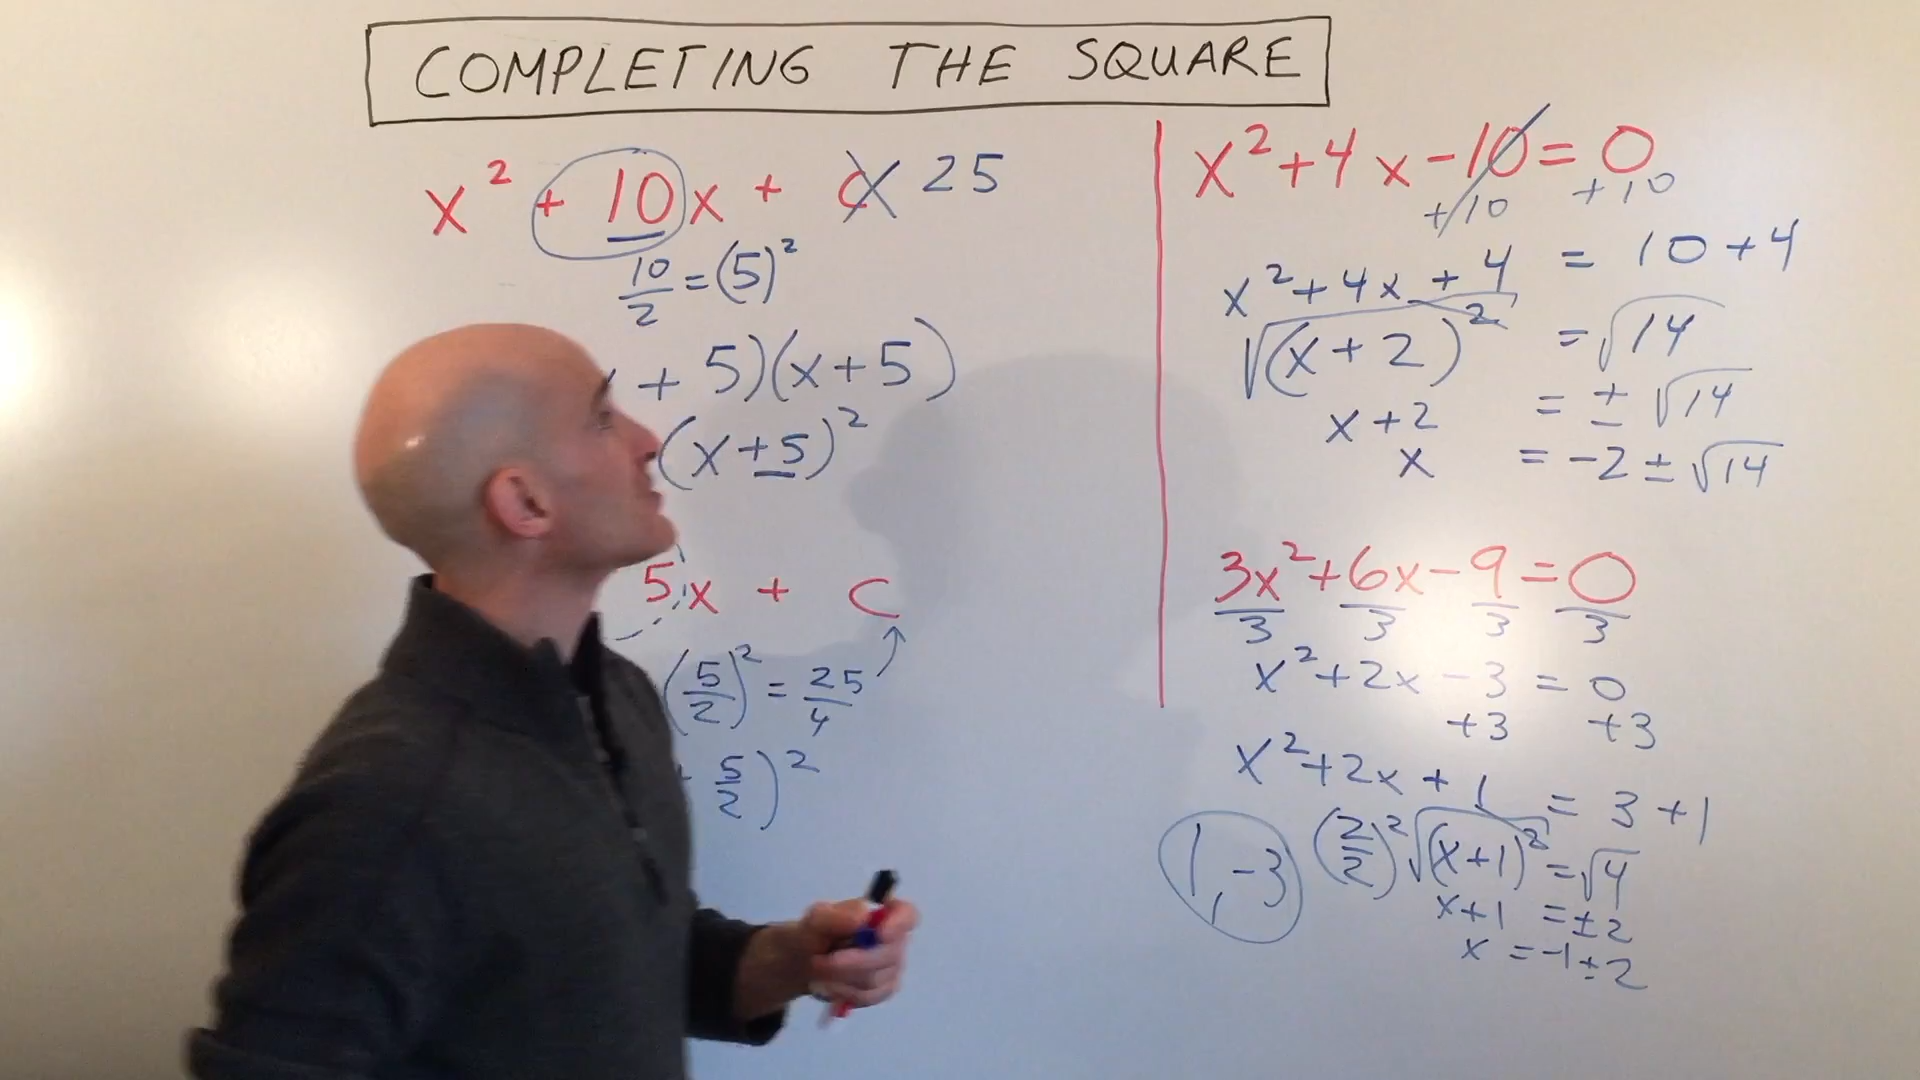 COMPLETING THE SQUARE
x² + 10x + c 25
10/2 = (5)²
+ 5)(x+5)
(x+5)²
5x + c
(5/2)² = 25/4
5/2)²
x²+4x-10=0
+10 +10
x²+4x+4 = 10+4
√(x+2)² = √14
x+2 = ± √14
x = -2 ± √14
3x²+6x-9=0
3 3 3 3
x²+2x-3=0
+3 +3
x²+2x+1 = 3+1
1,-3 (2/2)² √(x+1)² = √4
x+1 = ±2
x = -1±2